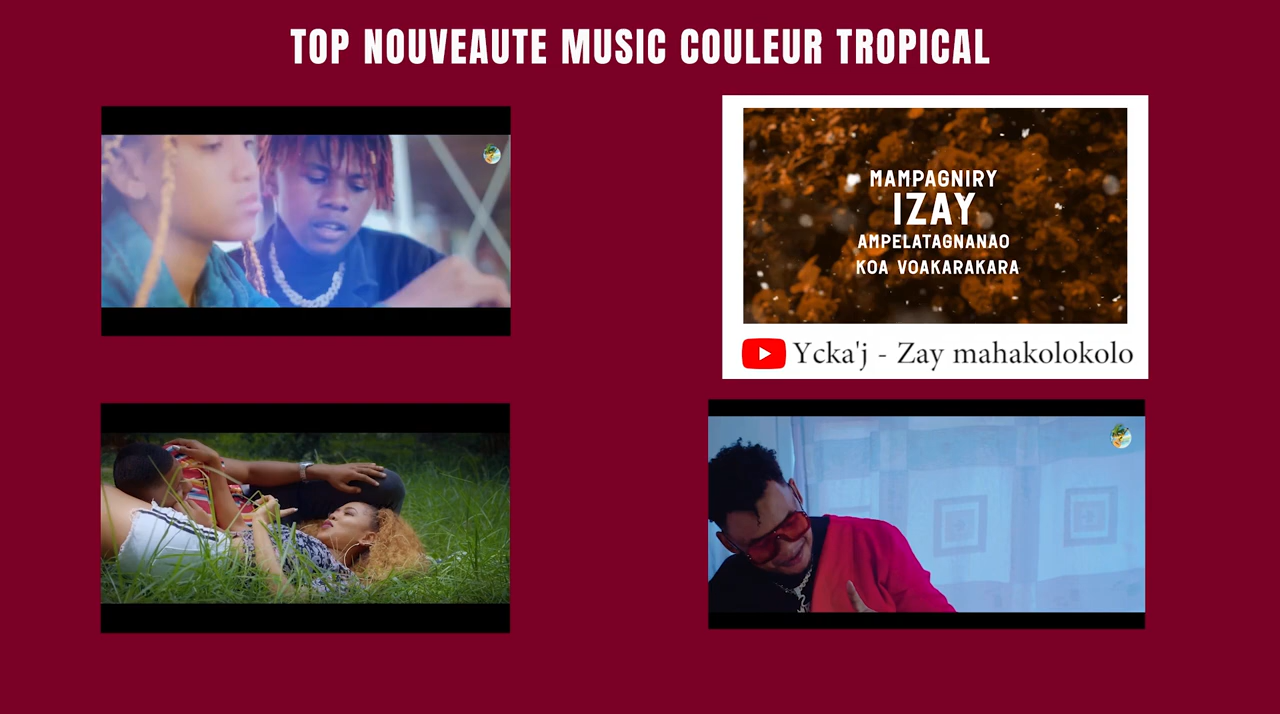 TOP NOUVEAUTE MUSIC COULEUR TROPICAL
MAMPAGNIRY
IZAY
AMPELATAGNANAO
KOA VOAKARAKARA
Ycka'j - Zay mahakolokolo